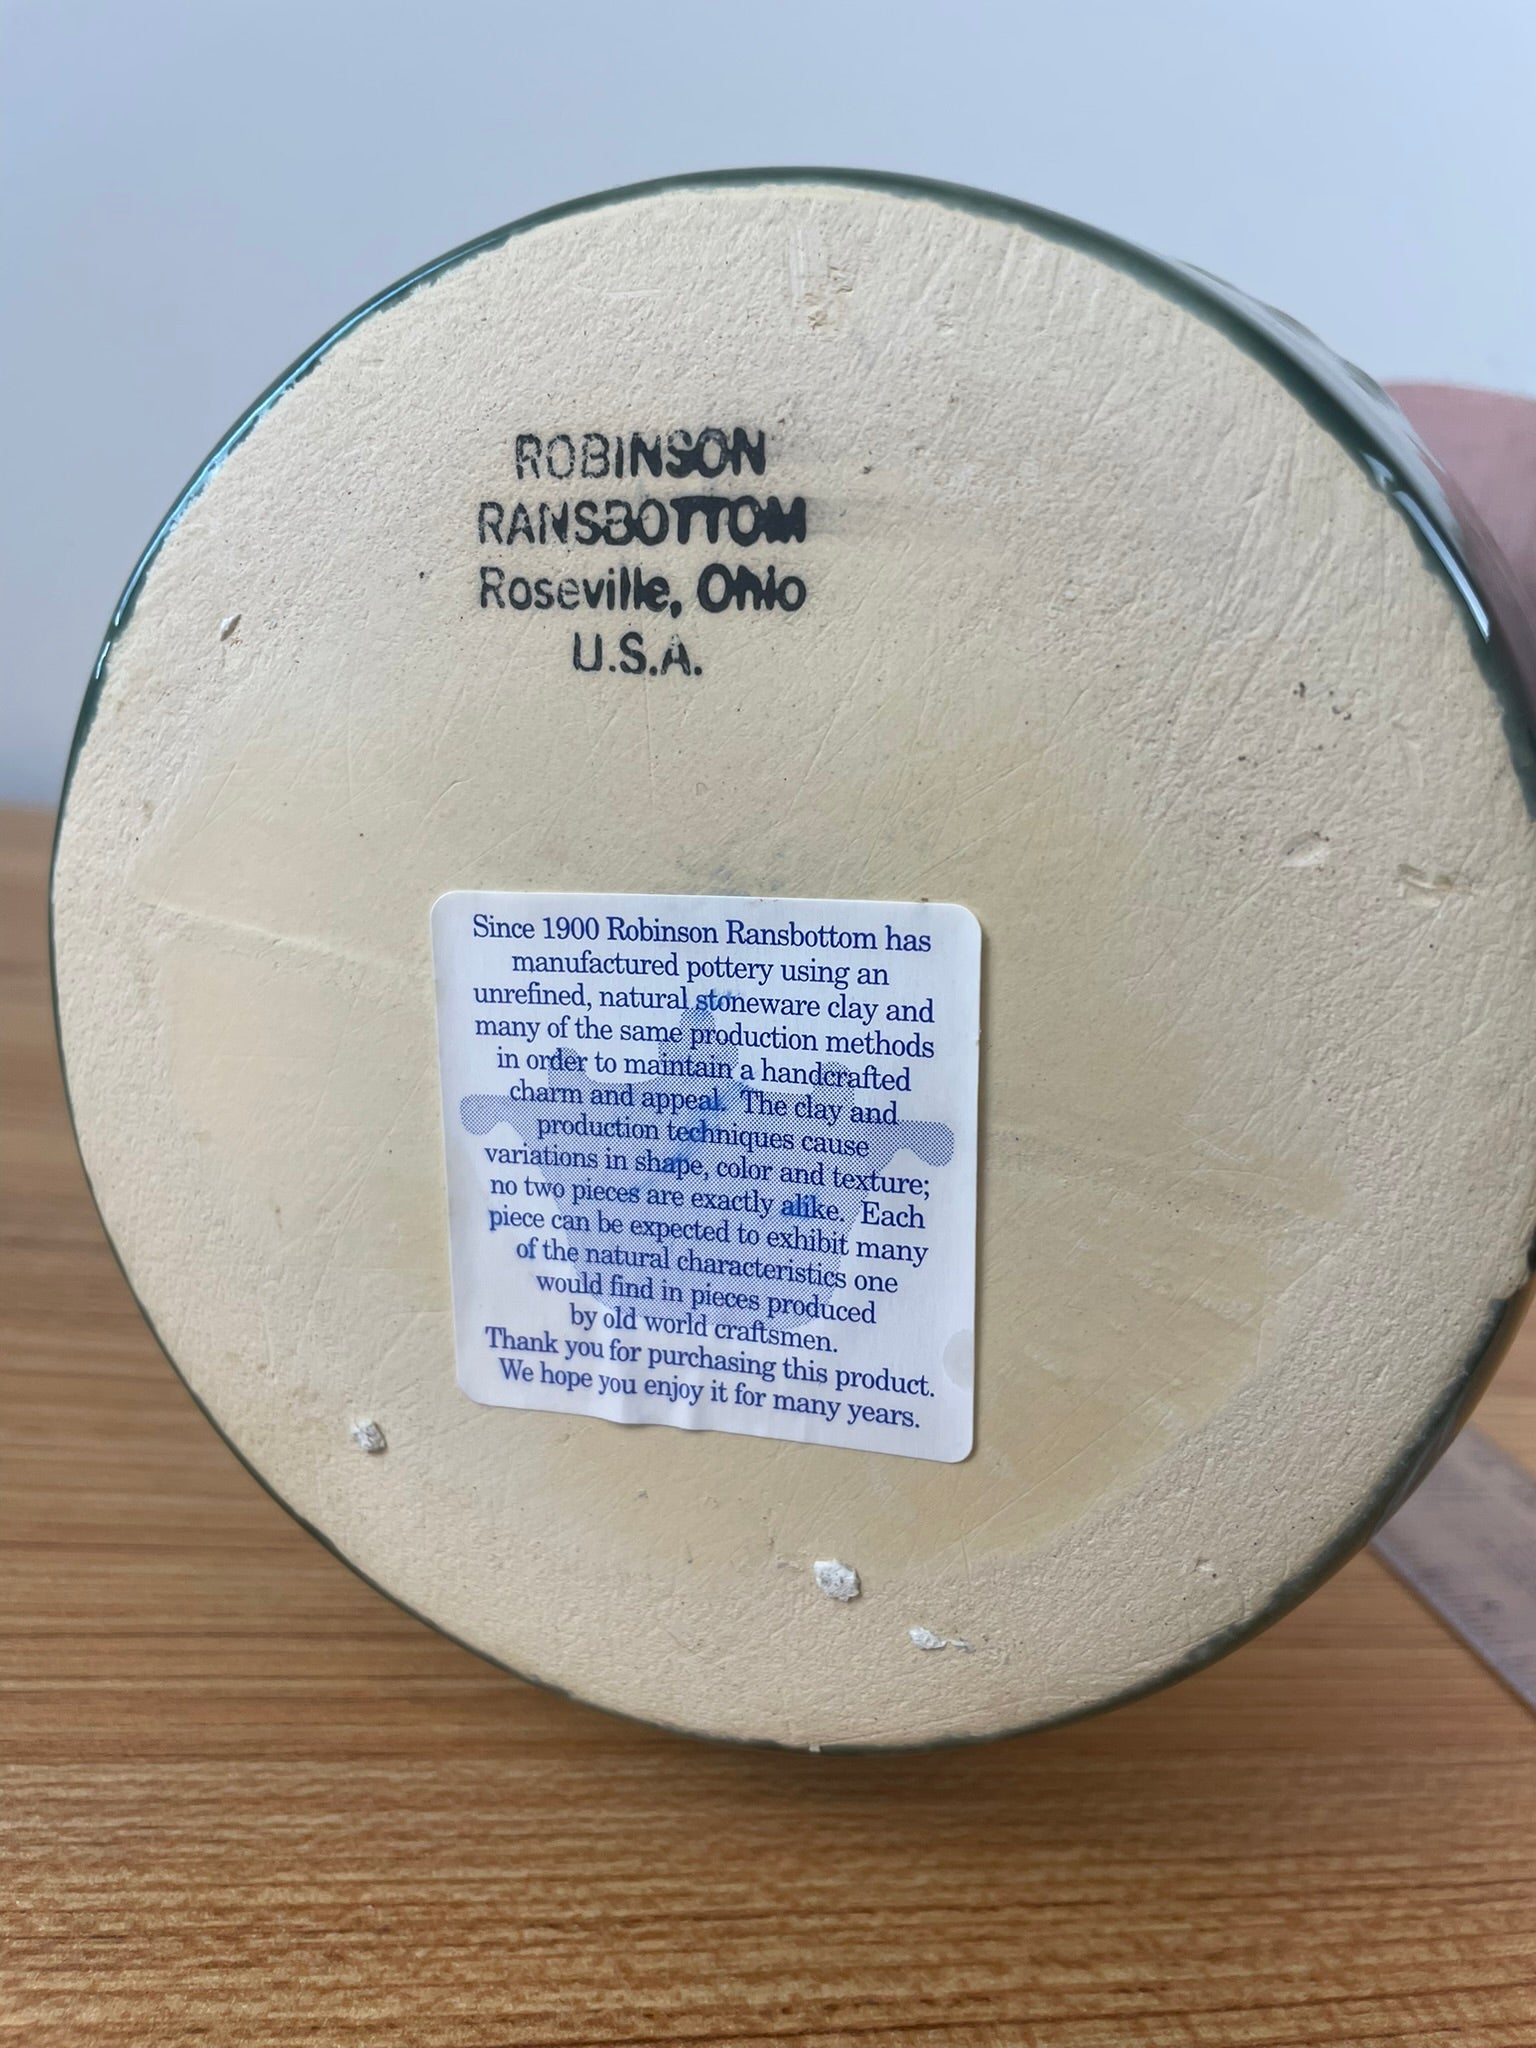 ROBINSON
RANSBOTTOM
Roseville, Ohio
U.S.A.
Since 1900 Robinson Ransbottom has
manufactured pottery using an
unrefined, natural stoneware clay and
many of the same production methods
in order to maintain a handcrafted
charm and appeal. The clay and
production techniques cause
variations in shape, color and texture;
no two pieces are exactly alike. Each
piece can be expected to exhibit many
of the natural characteristics one
would find in pieces produced
by old world craftsmen.
Thank you for purchasing this product.
We hope you enjoy it for many years.